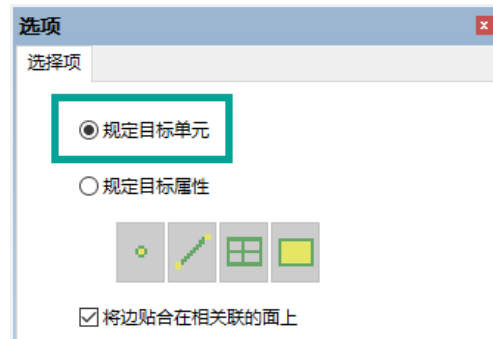 选项
选择项
规定目标单元
规定目标属性
将边贴合在相关联的面上